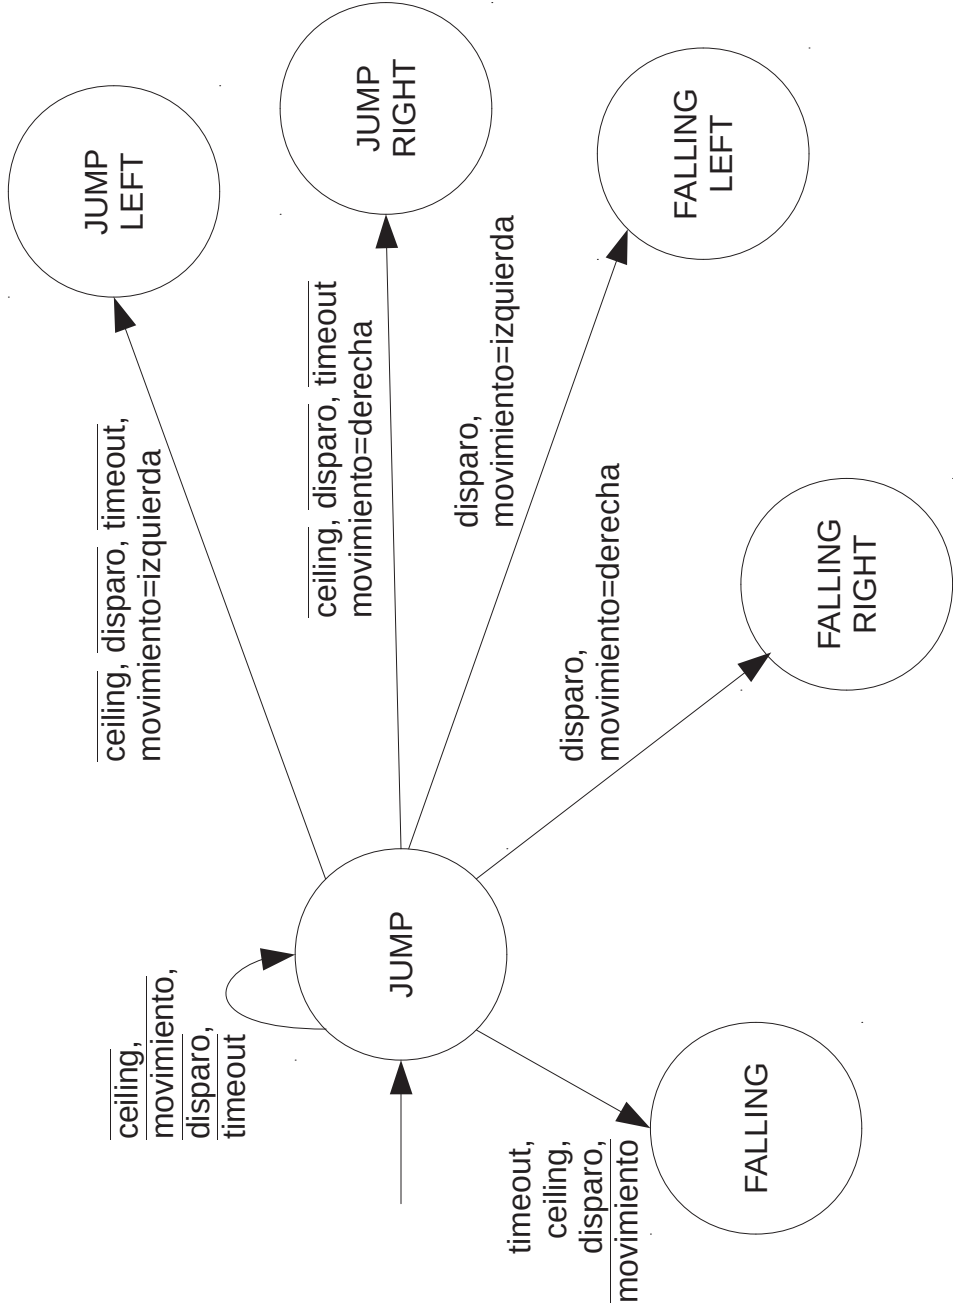 ceiling,
movimiento,
disparo,
timeout
ceiling, disparo, timeout,
movimiento=izquierda
JUMP
LEFT
ceiling, disparo, timeout
movimiento=derecha
JUMP
RIGHT
JUMP
disparo,
movimiento=izquierda
FALLING
LEFT
timeout,
ceiling,
disparo,
movimiento
disparo,
movimiento=derecha
FALLING
FALLING
RIGHT